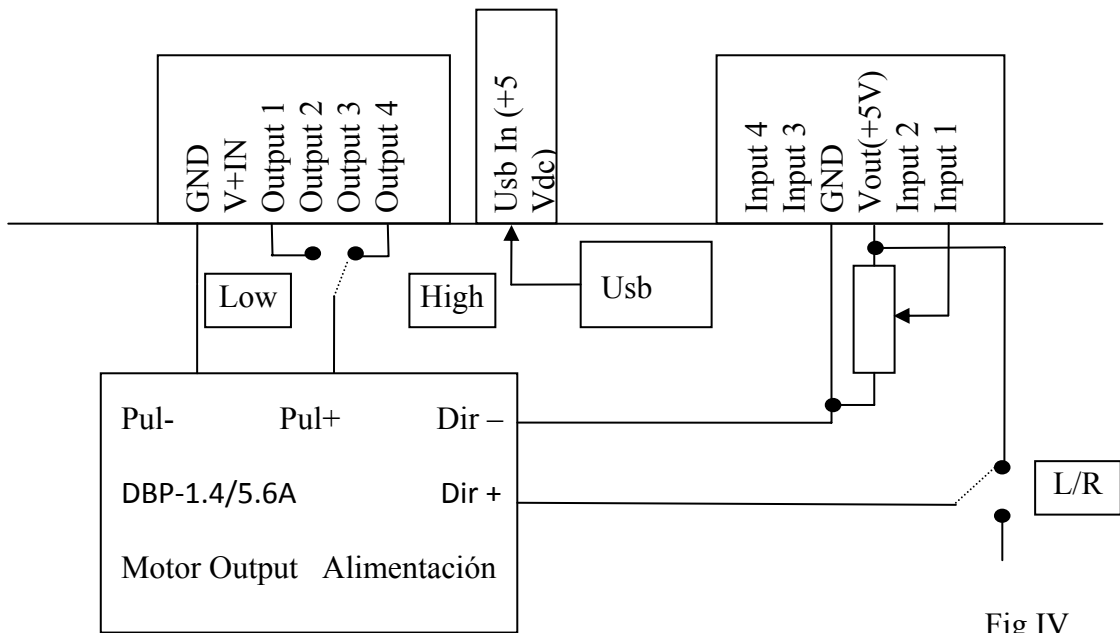 GND
V+IN
Output 1
Output 2
Output 3
Output 4
Usb In (+5
Vdc)
Input 4
Input 3
GND
Vout(+5V)
Input 2
Input 1
Low
High
Usb
Pul-
Pul+
Dir –
DBP-1.4/5.6A
Dir +
L/R
Motor Output
Alimentación
Fig IV